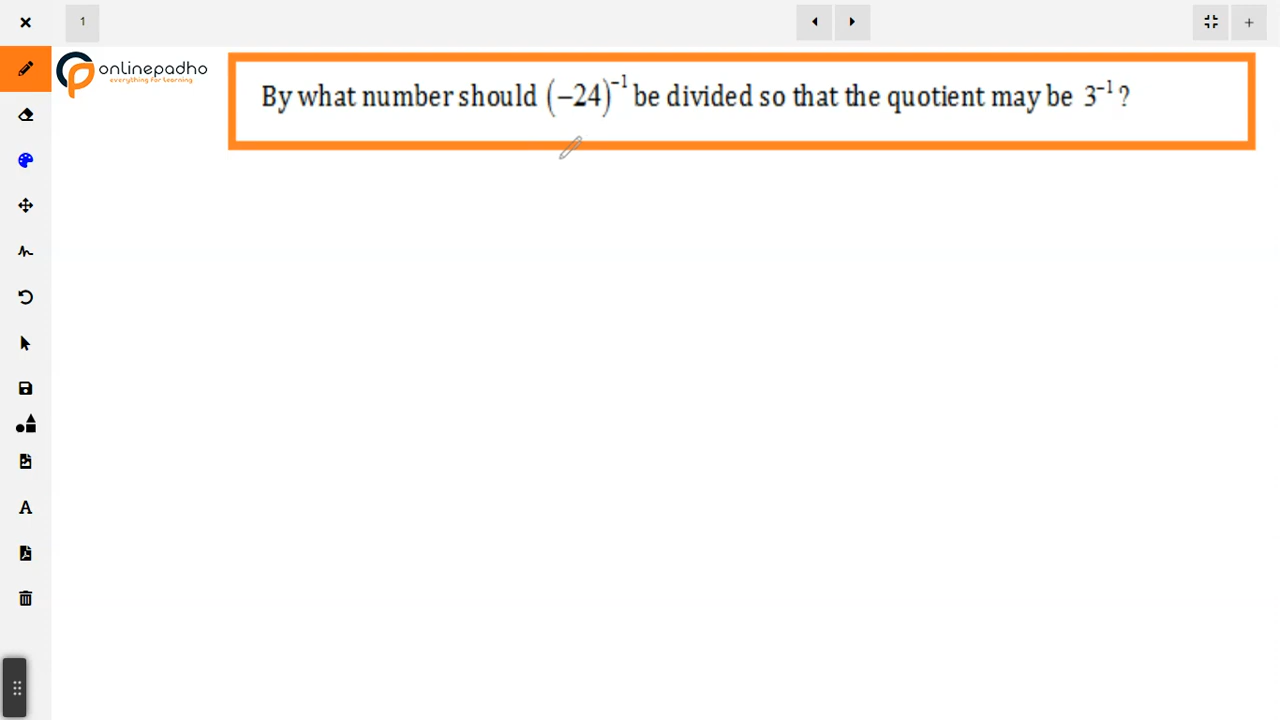 1
onlinepadho
everything for learning
By what number should (−24)⁻¹ be divided so that the quotient may be 3⁻¹ ?
A